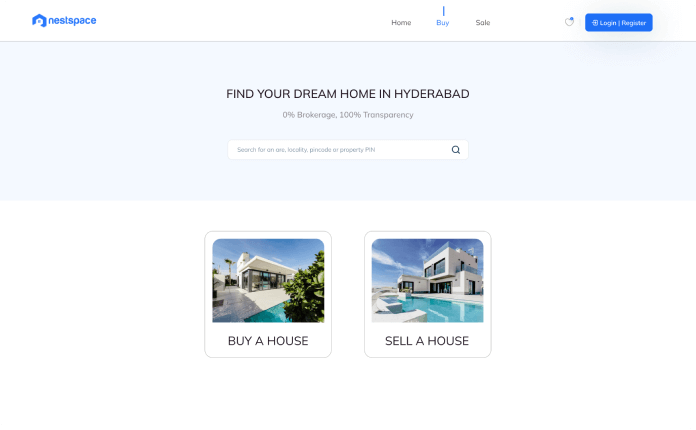 nestspace
Home Buy Sale
Login | Register
FIND YOUR DREAM HOME IN HYDERABAD
0% Brokerage, 100% Transparency
Search for an are, locality, pincode or property PIN
BUY A HOUSE
SELL A HOUSE